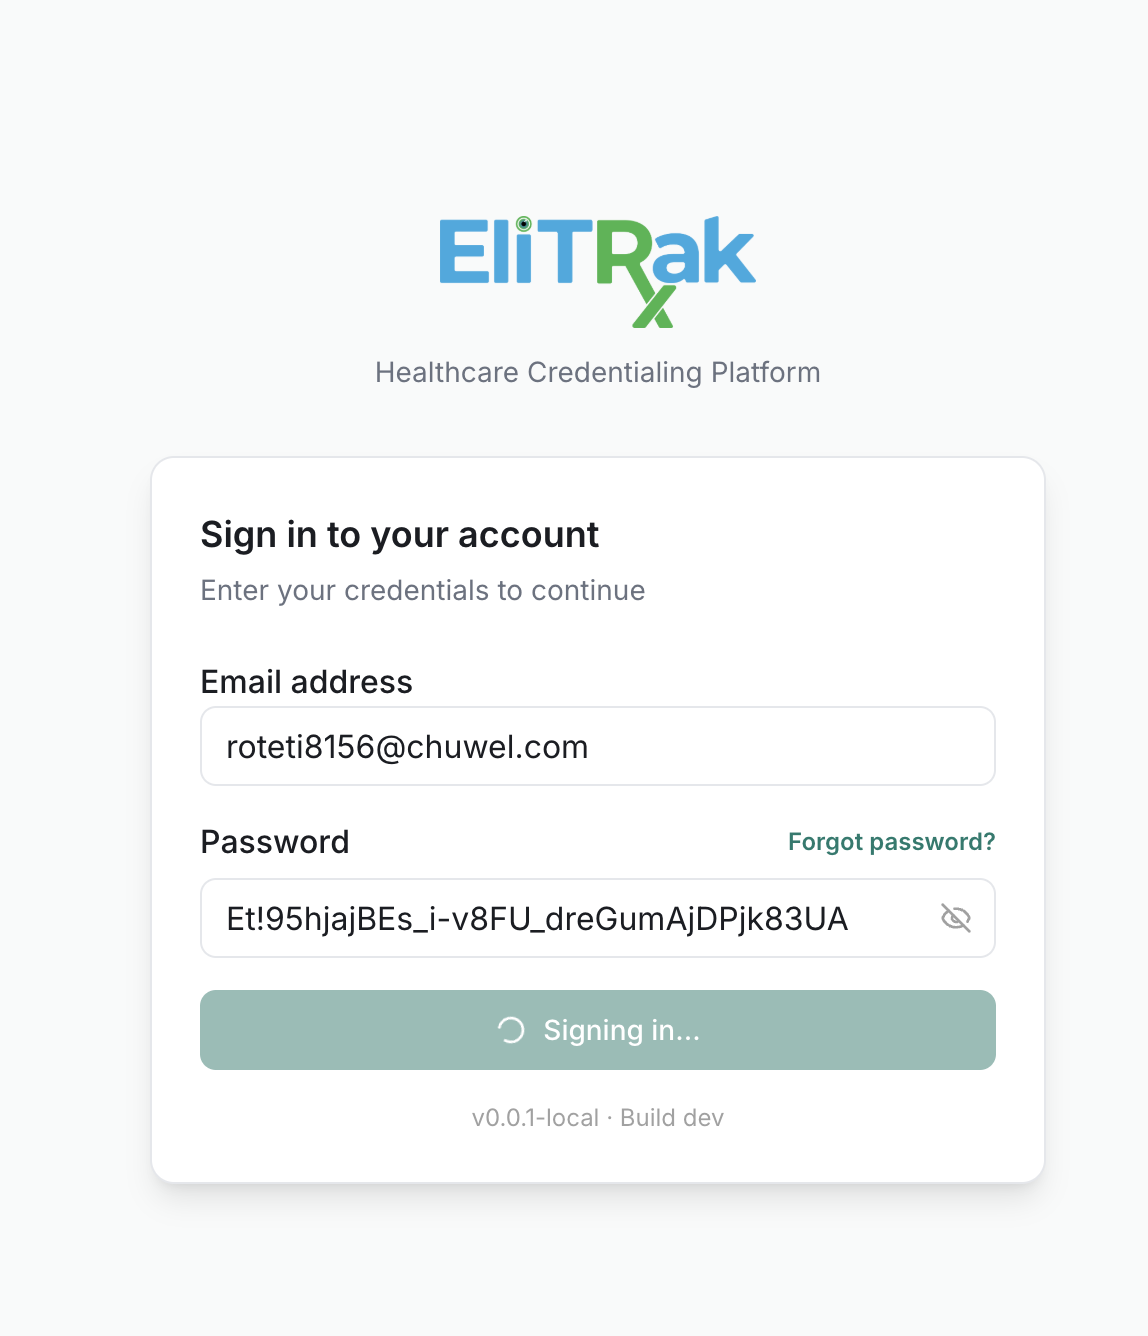 EliTRak
Healthcare Credentialing Platform
Sign in to your account
Enter your credentials to continue
Email address
roteti8156@chuwel.com
Password
Forgot password?
Et!95hjajBEs_i-v8FU_dreGumAjDPjk83UA
Signing in...
v0.0.1-local · Build dev